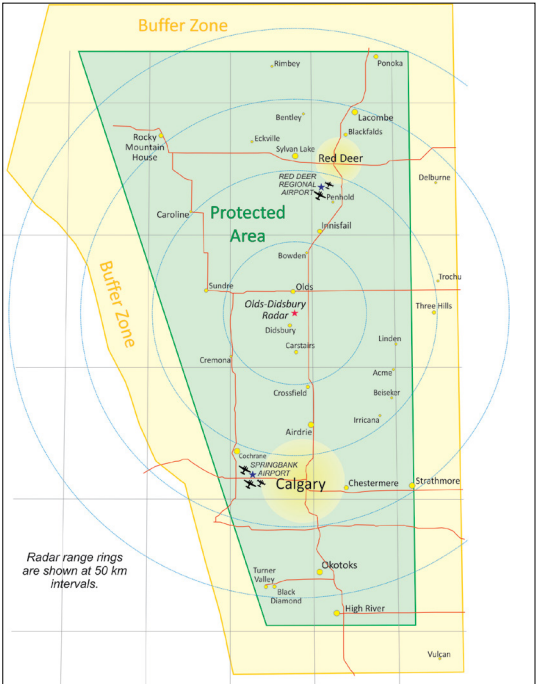 Buffer Zone
Rimbey
Ponoka
Bentley
Lacombe
Blackfalds
Rocky
Mountain
House
Eckville
Sylvan Lake
Red Deer
RED DEER
REGIONAL
AIRPORT
Delburne
Penhold
Caroline
Protected
Area
Innisfail
Bowden
Buffer Zone
Trochu
Sundre
Olds
Olds-Didsbury
Radar
Three Hills
Didsbury
Linden
Carstairs
Cremona
Acme
Crossfield
Beiseker
Irricana
Airdrie
Cochrane
SPRINGBANK
AIRPORT
Calgary
Chestermere
Strathmore
Radar range rings
are shown at 50 km
intervals.
Turner
Valley
Okotoks
Black
Diamond
High River
Vulcan